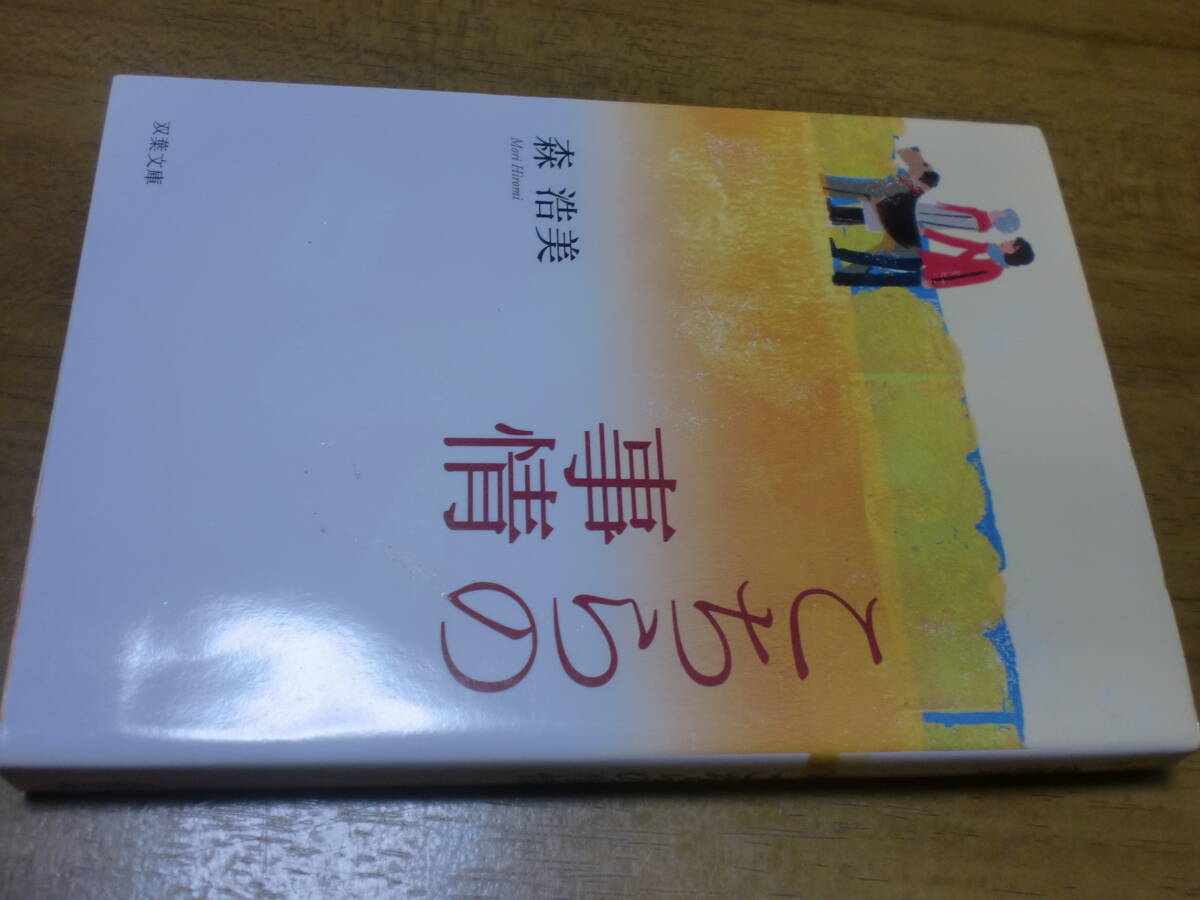 こちらの
事情
森 浩美
Mori Hiromi
双葉文庫